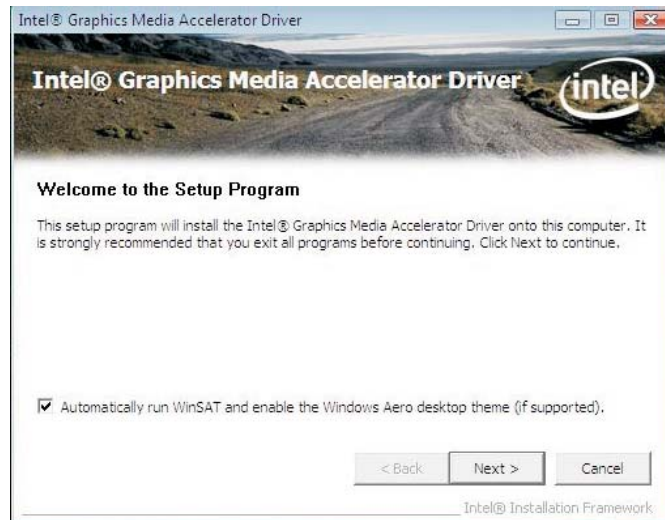 Intel® Graphics Media Accelerator Driver
Intel® Graphics Media Accelerator Driver
intel
Welcome to the Setup Program
This setup program will install the Intel® Graphics Media Accelerator Driver onto this computer. It
is strongly recommended that you exit all programs before continuing. Click Next to continue.
Automatically run WinSAT and enable the Windows Aero desktop theme (if supported).
< Back Next > Cancel
Intel® Installation Framework